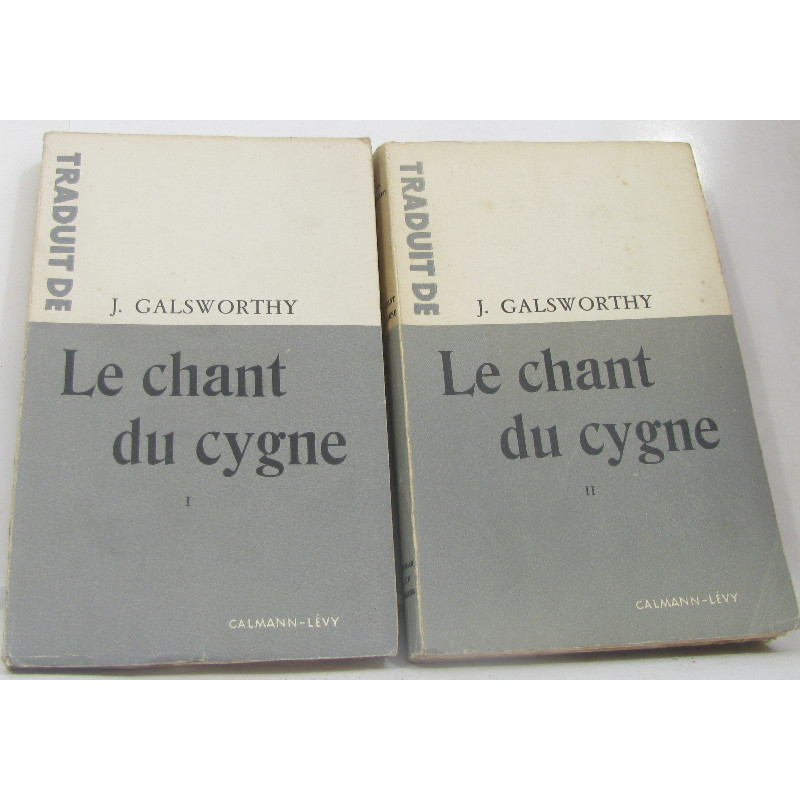 TRADUIT DE
J. GALSWORTHY
Le chant
du cygne
I
CALMANN-LÉVY
TRADUIT DE
J. GALSWORTHY
Le chant
du cygne
II
CALMANN-LÉVY